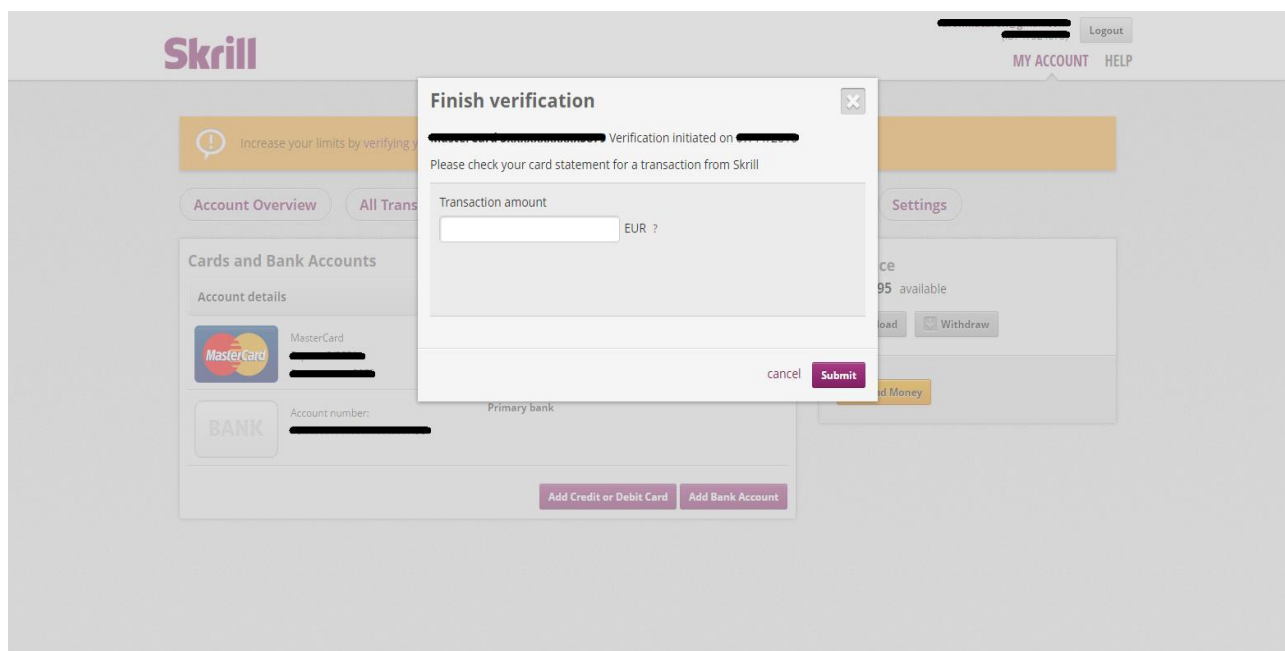 Logout
Skrill
MY ACCOUNT HELP
Finish verification
Verification initiated on
Increase your limits by verifying y
Please check your card statement for a transaction from Skrill
Account Overview
All Trans
Settings
Transaction amount
EUR ?
Cards and Bank Accounts
ce
95 available
Account details
oad
Withdraw
MasterCard
MasterCard
cancel
Submit
d Money
Primary bank
BANK
Account number:
Add Credit or Debit Card
Add Bank Account